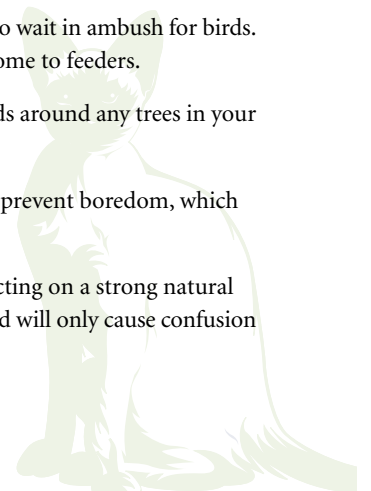 o wait in ambush for birds.
ome to feeders.
ds around any trees in your
prevent boredom, which
cting on a strong natural
d will only cause confusion